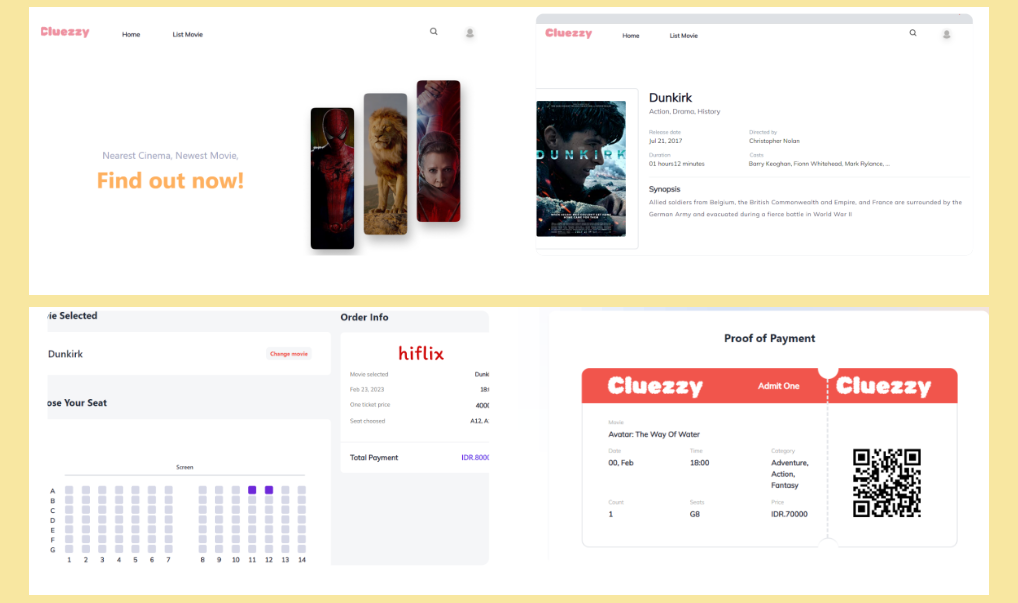 Cluezzy
Home
List Movie
Nearest Cinema, Newest Movie,
Find out now!
Cluezzy
Home
List Movie
DUNKIRK
Dunkirk
Action, Drama, History
Release date
Directed by
Jul 21, 2017
Christopher Nolan
Duration
Casts
01 hours12 minutes
Barry Keoghan, Fionn Whitehead, Mark Rylance, ...
Synopsis
Allied soldiers from Belgium, the British Commonwealth and Empire, and France are surrounded by the
German Army and evacuated during a fierce battle in World War II
ie Selected
Dunkirk
Change movie
ose Your Seat
Screen
A
B
C
D
E
F
G
1 2 3 4 5 6 7 8 9 10 11 12 13 14
Order Info
hiflix
Movie selected
Dunk
Feb 23, 2023
18:
One ticket price
4000
Seat choosed
A12, A
Total Payment
IDR.8000
Proof of Payment
Cluezzy
Admit One
Cluezzy
Movie
Avatar: The Way Of Water
Date
Time
Category
00, Feb
18:00
Adventure,
Action,
Fantasy
Count
Seats
Price
1
G8
IDR.70000